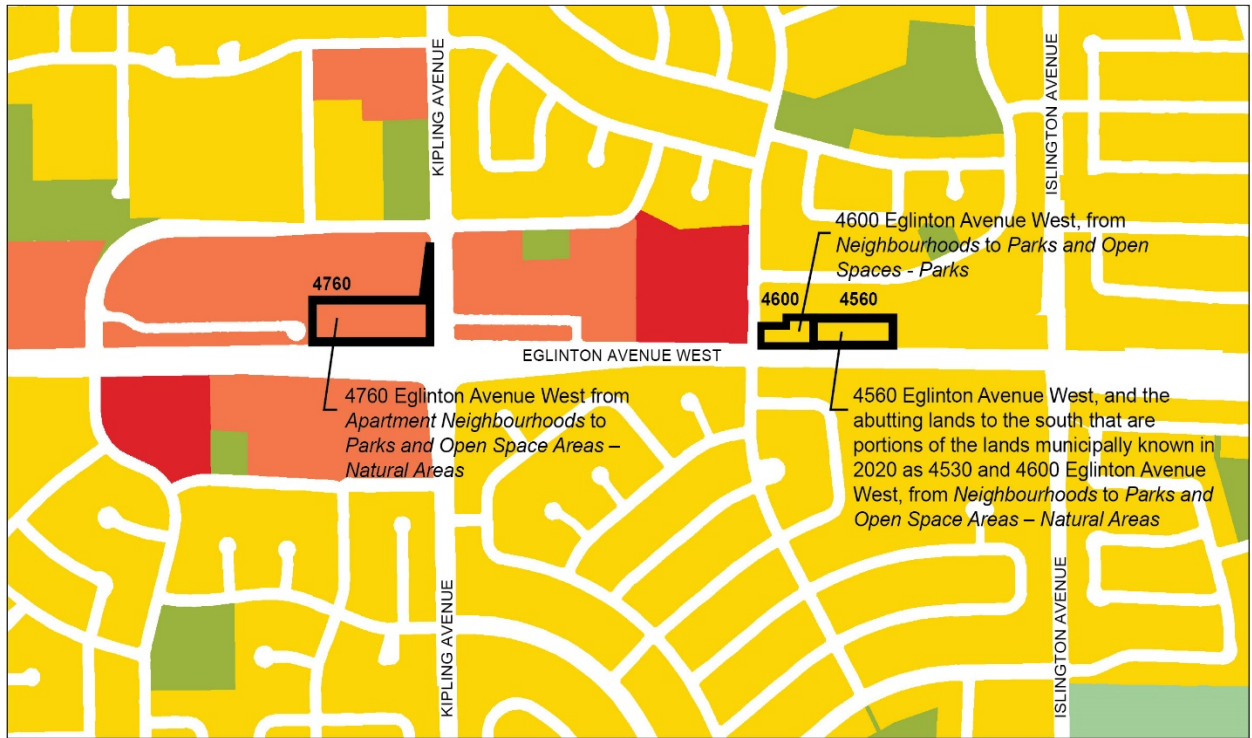 KIPLING AVENUE
ISLINGTON AVENUE
4600 Eglinton Avenue West, from
Neighbourhoods to Parks and Open
Spaces - Parks
4760
4600
4560
EGLINTON AVENUE WEST
4760 Eglinton Avenue West from
Apartment Neighbourhoods to
Parks and Open Space Areas –
Natural Areas
4560 Eglinton Avenue West, and the
abutting lands to the south that are
portions of the lands municipally known in
2020 as 4530 and 4600 Eglinton Avenue
West, from Neighbourhoods to Parks and
Open Space Areas – Natural Areas
KIPLING AVENUE
ISLINGTON AVENUE